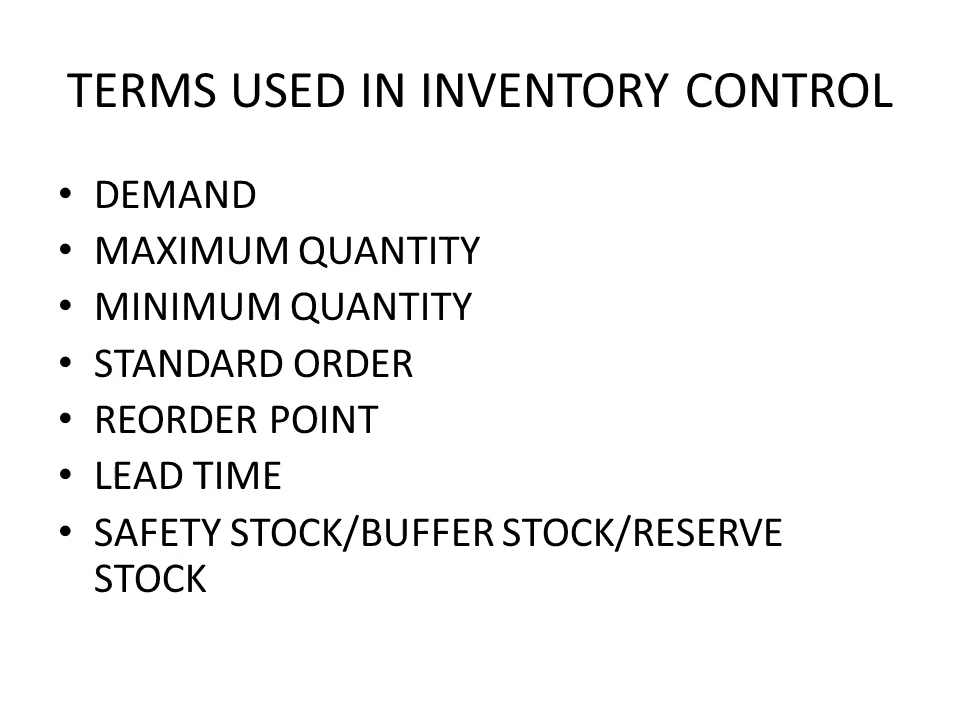 TERMS USED IN INVENTORY CONTROL
• DEMAND
• MAXIMUM QUANTITY
• MINIMUM QUANTITY
• STANDARD ORDER
• REORDER POINT
• LEAD TIME
• SAFETY STOCK/BUFFER STOCK/RESERVE
STOCK